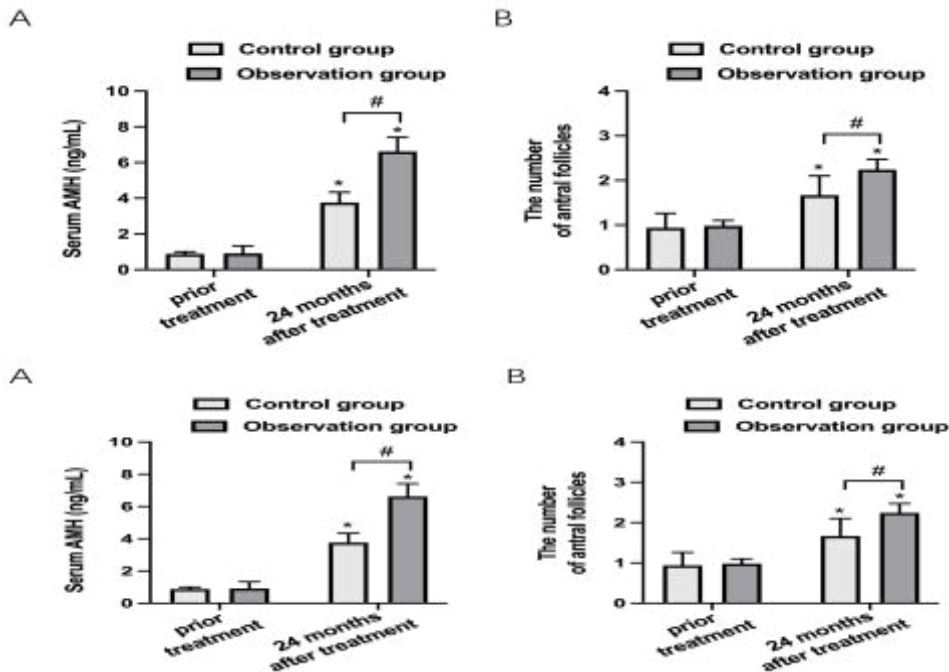 A
Control group
Observation group
Serum AMH (ng/mL)
10
8
6
4
2
0
#
*
*
prior
treatment
24 months
after treatment
B
Control group
Observation group
The number
of antral follicles
4
3
2
1
0
#
*
*
prior
treatment
24 months
after treatment
A
Control group
Observation group
Serum AMH (ng/mL)
10
8
6
4
2
0
#
*
*
prior
treatment
24 months
after treatment
B
Control group
Observation group
The number
of antral follicles
4
3
2
1
0
#
*
*
prior
treatment
24 months
after treatment